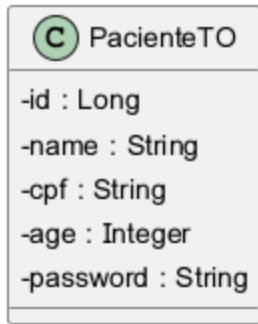 C PacienteTO
-id : Long
-name : String
-cpf : String
-age : Integer
-password : String